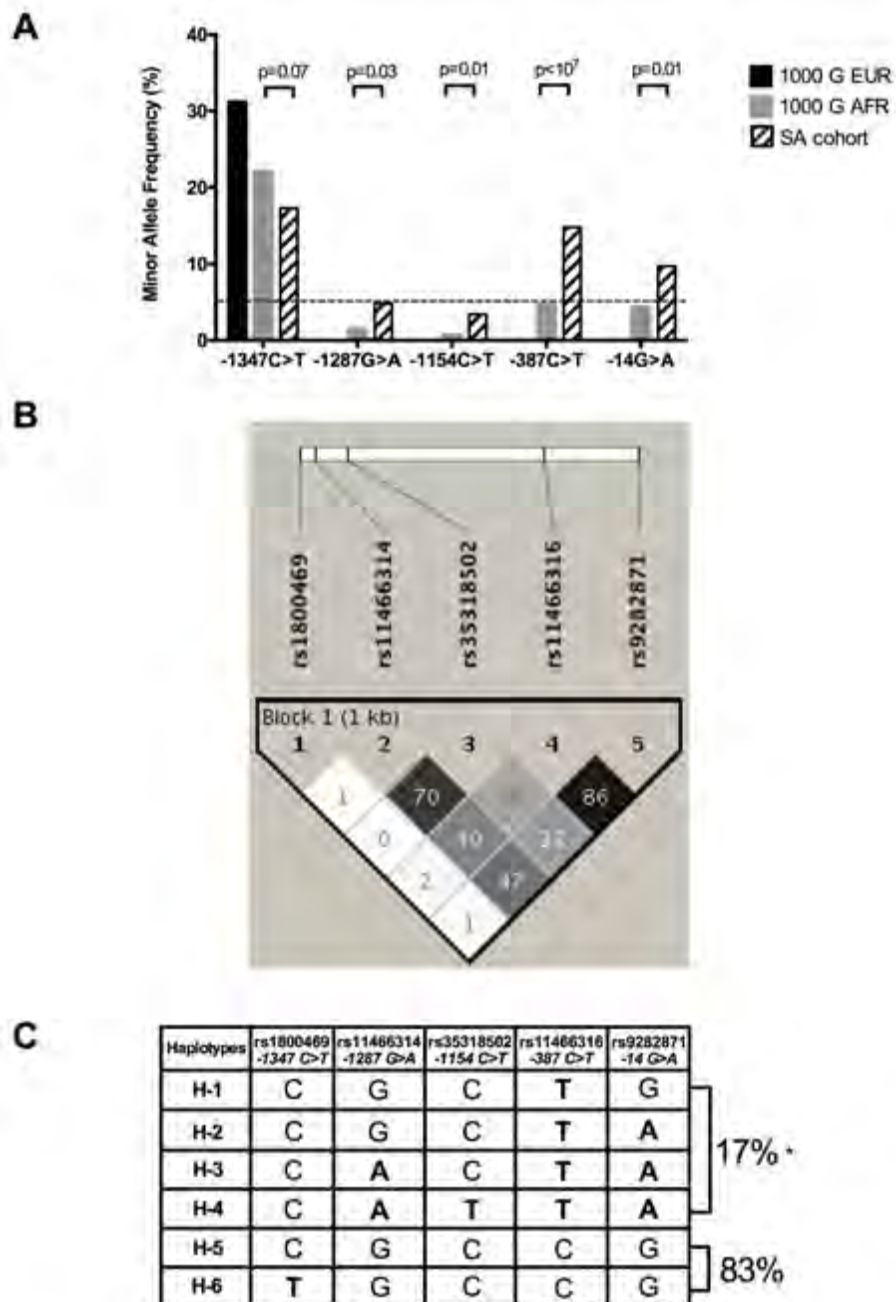 A
40
30
20
10
0
Minor Allele Frequency (%)
p=0.07 p=0.03 p=0.01 p<10⁷ p=0.01
1000 G EUR
1000 G AFR
SA cohort
-1347C>T -1287G>A -1154C>T -387C>T -14G>A
B
rs1800469 rs11466314 rs35318502 rs11466316 rs9282871
Block 1 (1 kb)
1 2 3 4 5
1 70 86
0
2 47
1
C
Haplotypes rs1800469 rs11466314 rs35318502 rs11466316 rs9282871
-1347 C>T -1287 G>A -1154 C>T -387 C>T -14 G>A
H-1 C G C T G
H-2 C G C T A
H-3 C A C T A
H-4 C A T T A
17% *
H-5 C G C C G
H-6 T G C C G
83%